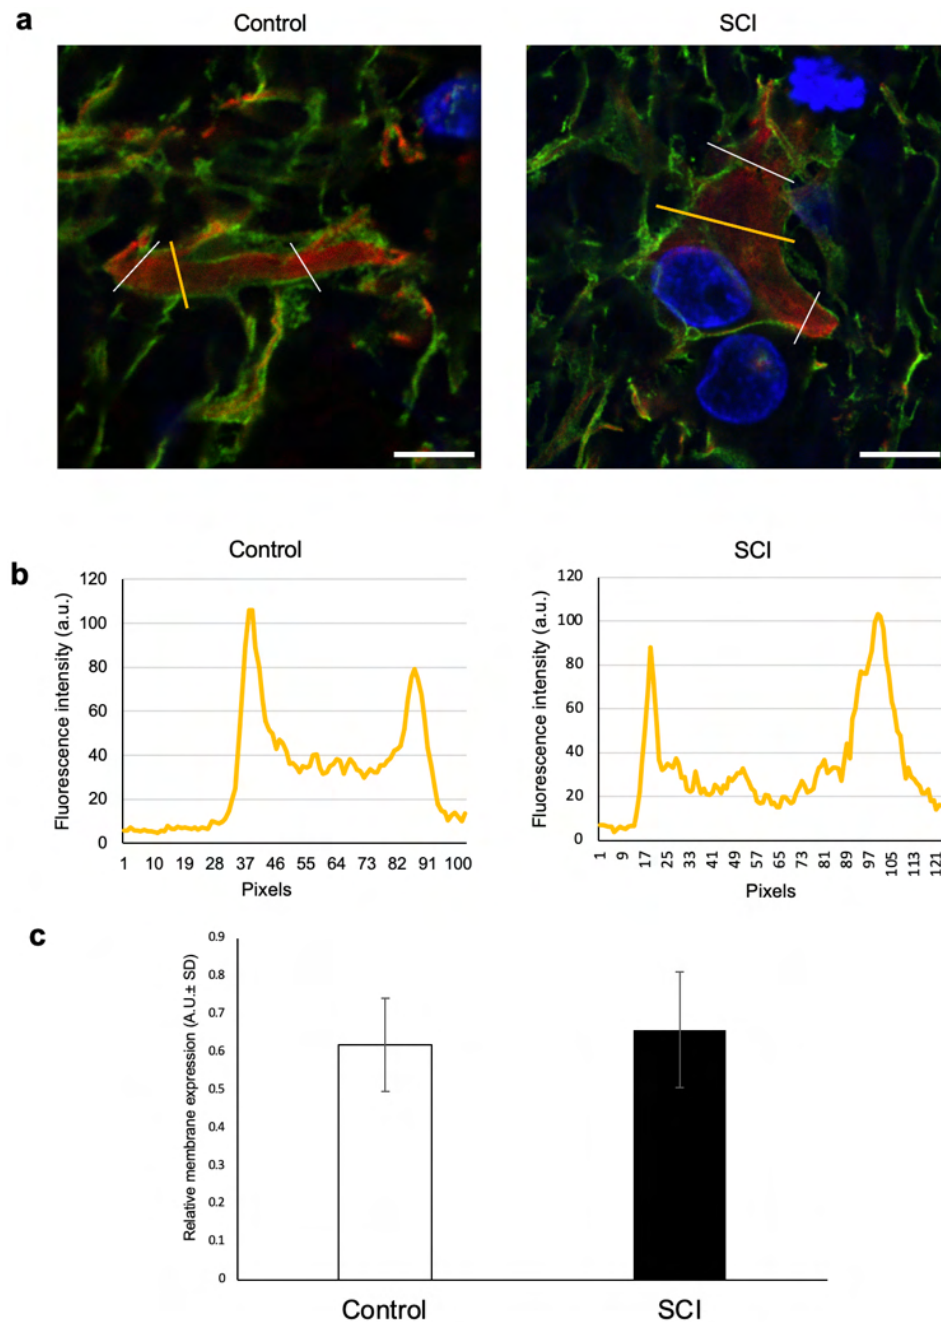 a
Control
SCI
b
Control
SCI
Fluorescence intensity (a.u.)
120
100
80
60
40
20
0
1 10 19 28 37 46 55 64 73 82 91 100
Pixels
Fluorescence intensity (a.u.)
120
100
80
60
40
20
0
1 9 17 25 33 41 49 57 65 73 81 89 97 105 113 121
Pixels
c
Relative membrane expression (A.U.± SD)
0.9
0.8
0.7
0.6
0.5
0.4
0.3
0.2
0.1
0
Control
SCI